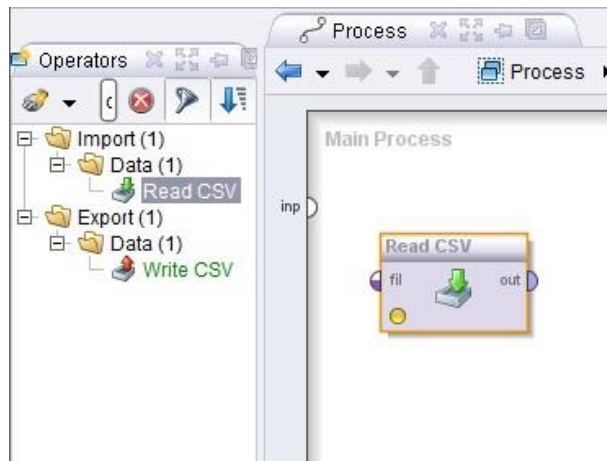 Operators
c
Import (1)
Data (1)
Read CSV
Export (1)
Data (1)
Write CSV
Process
Process
Main Process
inp
Read CSV
fil
out